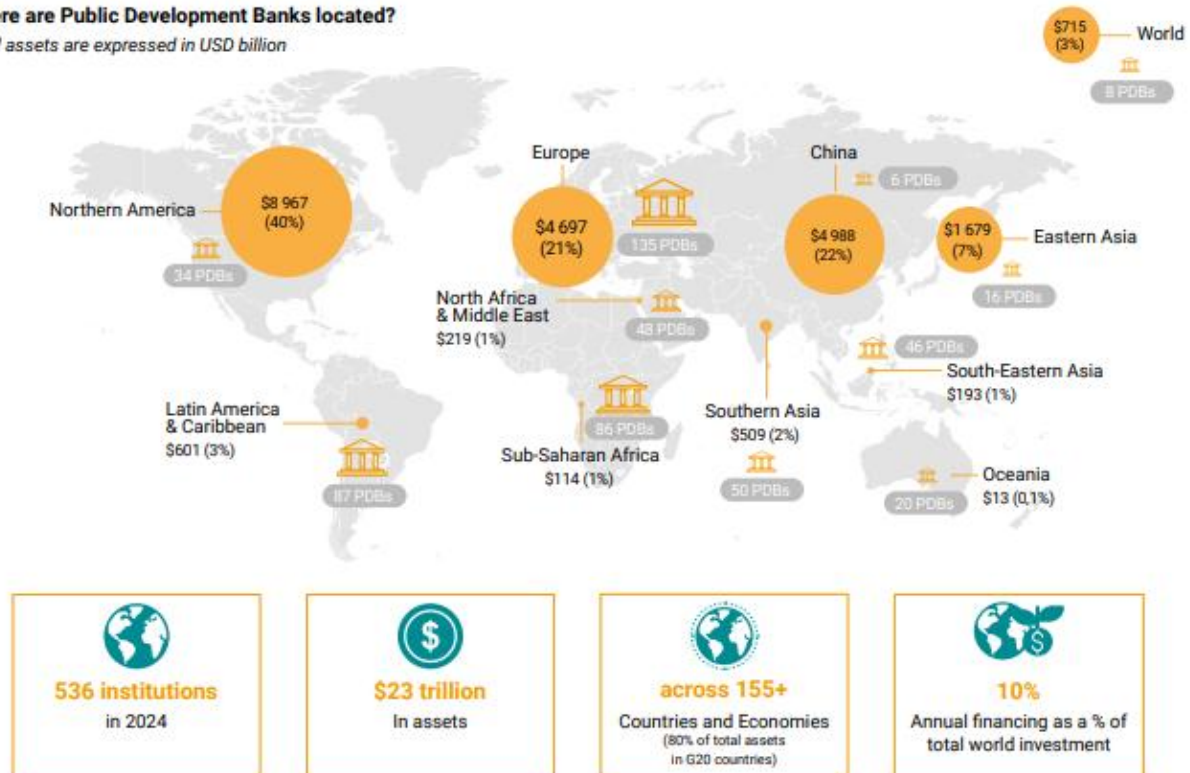 ere are Public Development Banks located?
l assets are expressed in USD billion
$715
(3%)
World
8 PDBs
Northern America
$8 967
(40%)
34 PDBs
Europe
$4 697
(21%)
135 PDBs
China
6 PDBs
$4 988
(22%)
$1 679
(7%)
Eastern Asia
16 PDBs
North Africa
& Middle East
$219 (1%)
48 PDBs
46 PDBs
South-Eastern Asia
$193 (1%)
Latin America
& Caribbean
$601 (3%)
87 PDBs
86 PDBs
Sub-Saharan Africa
$114 (1%)
Southern Asia
$509 (2%)
50 PDBs
Oceania
$13 (0,1%)
20 PDBs
536 institutions
in 2024
$23 trillion
In assets
across 155+
Countries and Economies
(80% of total assets
in G20 countries)
10%
Annual financing as a % of
total world investment